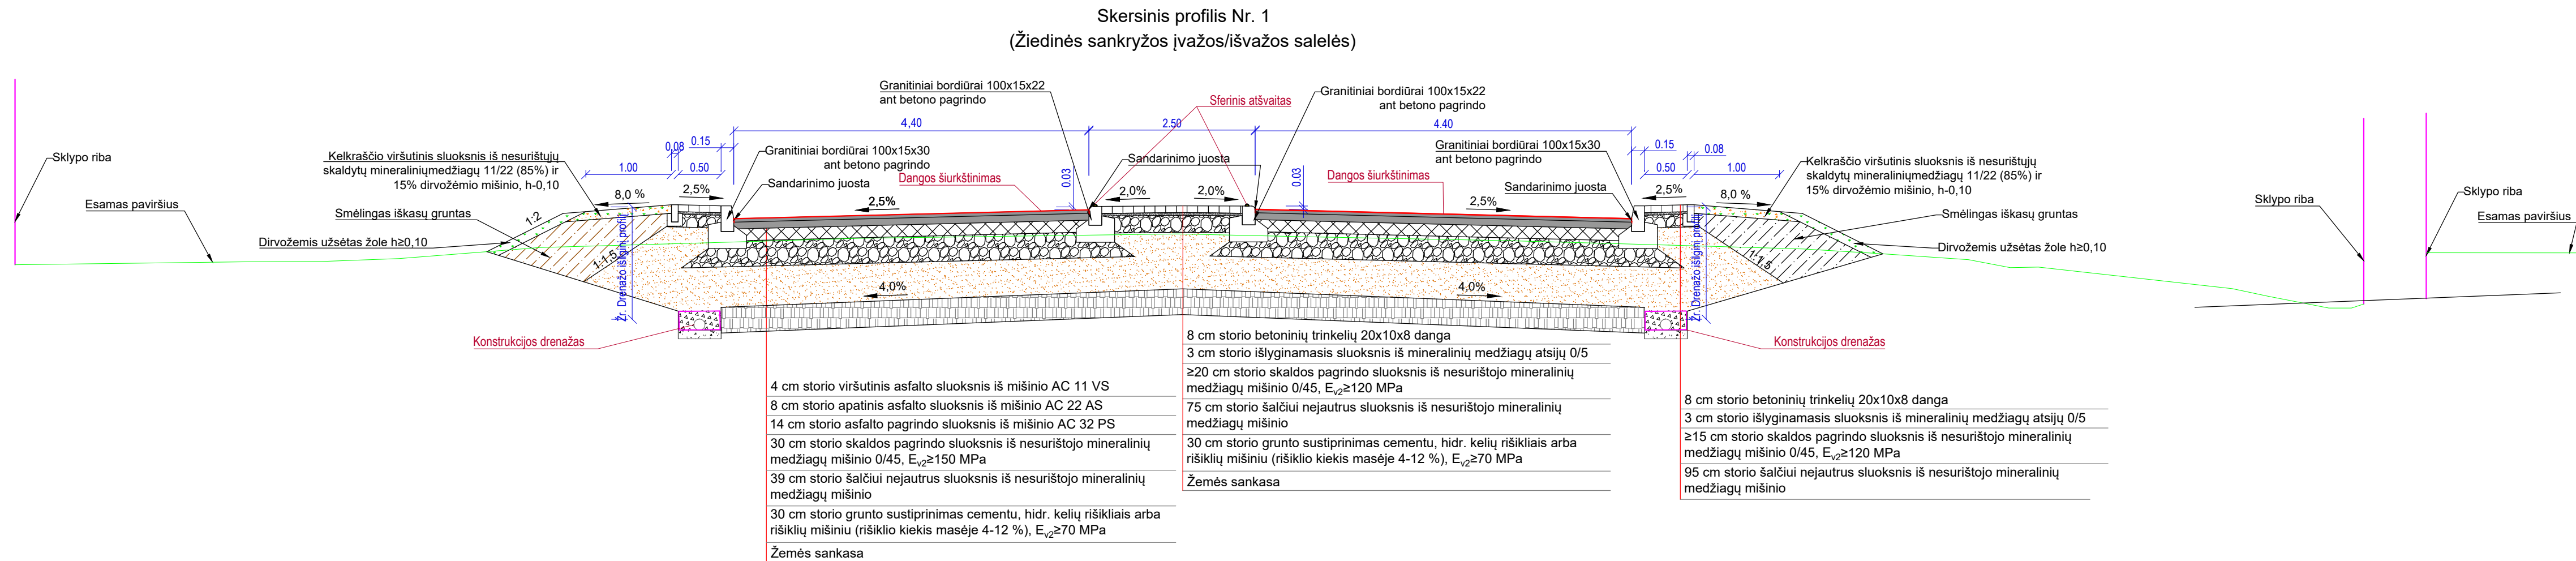 Skersinis profilis Nr. 1
(Žiedinės sankryžos įvažos/išvažos salelės)
Granitiniai bordiūrai 100x15x22
ant betono pagrindo
Sferinis atšvaitas
Granitiniai bordiūrai 100x15x22
ant betono pagrindo
4,40
2.50
4.40
0.15
0.08
1.00
0.50
Granitiniai bordiūrai 100x15x30
ant betono pagrindo
Sandarinimo juosta
Granitiniai bordiūrai 100x15x30
ant betono pagrindo
0.15
0.08
0.50
1.00
Sklypo riba
Kelkraščio viršutinis sluoksnis iš nesurištųjų
skaldytų mineraliniųmedžiagų 11/22 (85%) ir
15% dirvožėmio mišinio, h-0,10
Dangos šiurkštinimas
0.03
Sandarinimo juosta
0.03
Dangos šiurkštinimas
Sandarinimo juosta
Kelkraščio viršutinis sluoksnis iš nesurištųjų
skaldytų mineraliniųmedžiagų 11/22 (85%) ir
15% dirvožėmio mišinio, h-0,10
Sklypo riba
Sklypo riba
Esamas paviršius
8,0 %
2,5%
2,5%
2,0%
2,0%
2,5%
2,5%
8,0 %
Esamas paviršius
Smėlingas iškasų gruntas
1:2
Smėlingas iškasų gruntas
Dirvožemis užsėtas žole h≥0,10
Dirvožemis užsėtas žole h≥0,10
1:1,5
1:1,5
Žr. Drenažo išilginį profilį
Žr. Drenažo išilginį profilį
4,0%
4,0%
Konstrukcijos drenažas
Konstrukcijos drenažas
4 cm storio viršutinis asfalto sluoksnis iš mišinio AC 11 VS
8 cm storio apatinis asfalto sluoksnis iš mišinio AC 22 AS
14 cm storio asfalto pagrindo sluoksnis iš mišinio AC 32 PS
30 cm storio skaldos pagrindo sluoksnis iš nesurištojo mineralinių
medžiagų mišinio 0/45, Ev2≥150 MPa
39 cm storio šalčiui nejautrus sluoksnis iš nesurištojo mineralinių
medžiagų mišinio
30 cm storio grunto sustiprinimas cementu, hidr. kelių rišikliais arba
rišiklių mišiniu (rišiklio kiekis masėje 4-12 %), Ev2≥70 MPa
Žemės sankasa
8 cm storio betoninių trinkelių 20x10x8 danga
3 cm storio išlyginamasis sluoksnis iš mineralinių medžiagų atsijų 0/5
≥20 cm storio skaldos pagrindo sluoksnis iš nesurištojo mineralinių
medžiagų mišinio 0/45, Ev2≥120 MPa
75 cm storio šalčiui nejautrus sluoksnis iš nesurištojo mineralinių
medžiagų mišinio
30 cm storio grunto sustiprinimas cementu, hidr. kelių rišikliais arba
rišiklių mišiniu (rišiklio kiekis masėje 4-12 %), Ev2≥70 MPa
Žemės sankasa
8 cm storio betoninių trinkelių 20x10x8 danga
3 cm storio išlyginamasis sluoksnis iš mineralinių medžiagų atsijų 0/5
≥15 cm storio skaldos pagrindo sluoksnis iš nesurištojo mineralinių
medžiagų mišinio 0/45, Ev2≥120 MPa
95 cm storio šalčiui nejautrus sluoksnis iš nesurištojo mineralinių
medžiagų mišinio